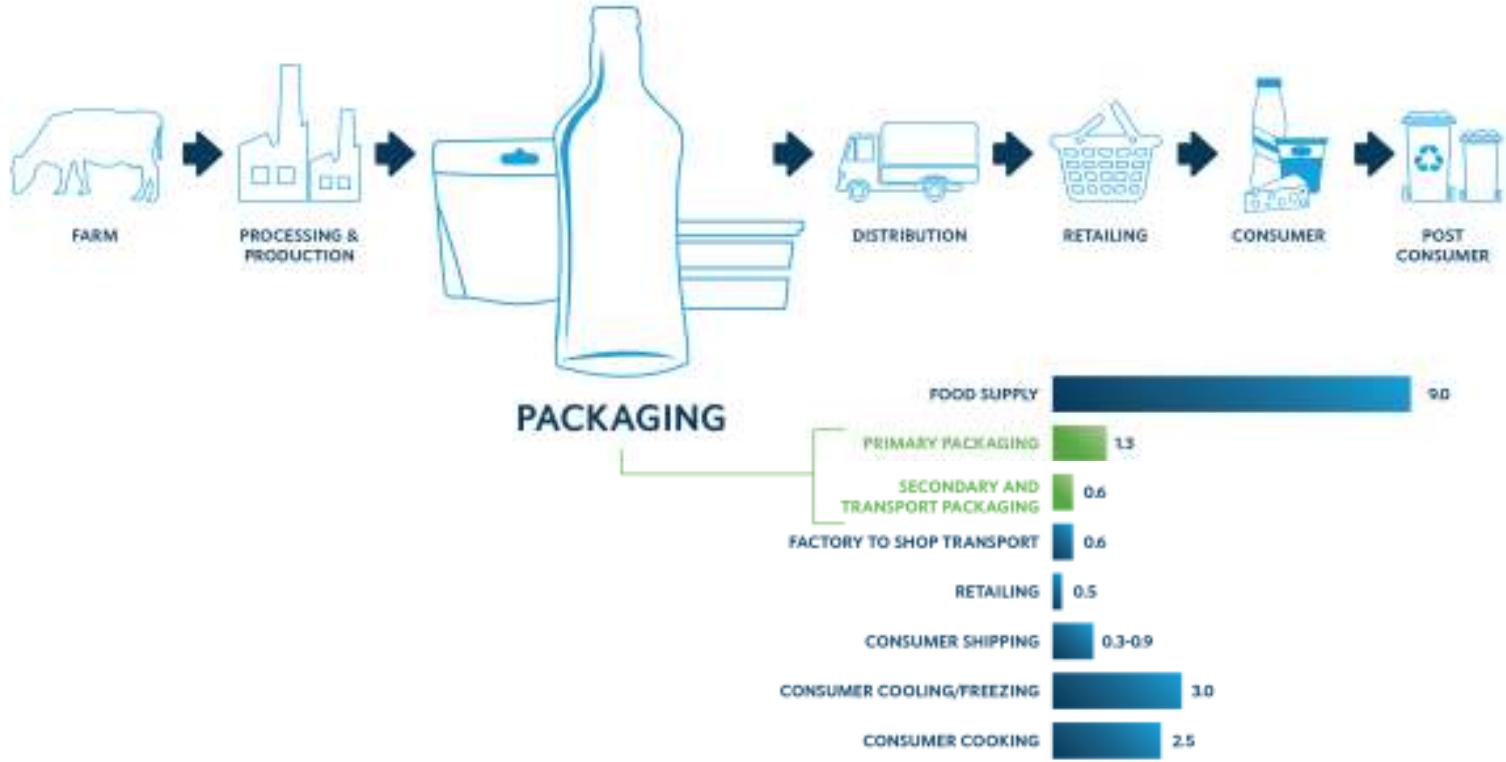 FARM
PROCESSING &
PRODUCTION
DISTRIBUTION
RETAILING
CONSUMER
POST
CONSUMER
PACKAGING
FOOD SUPPLY 9.0
PRIMARY PACKAGING 1.3
SECONDARY AND
TRANSPORT PACKAGING 0.6
FACTORY TO SHOP TRANSPORT 0.6
RETAILING 0.5
CONSUMER SHIPPING 0.3-0.9
CONSUMER COOLING/FREEZING 3.0
CONSUMER COOKING 2.5